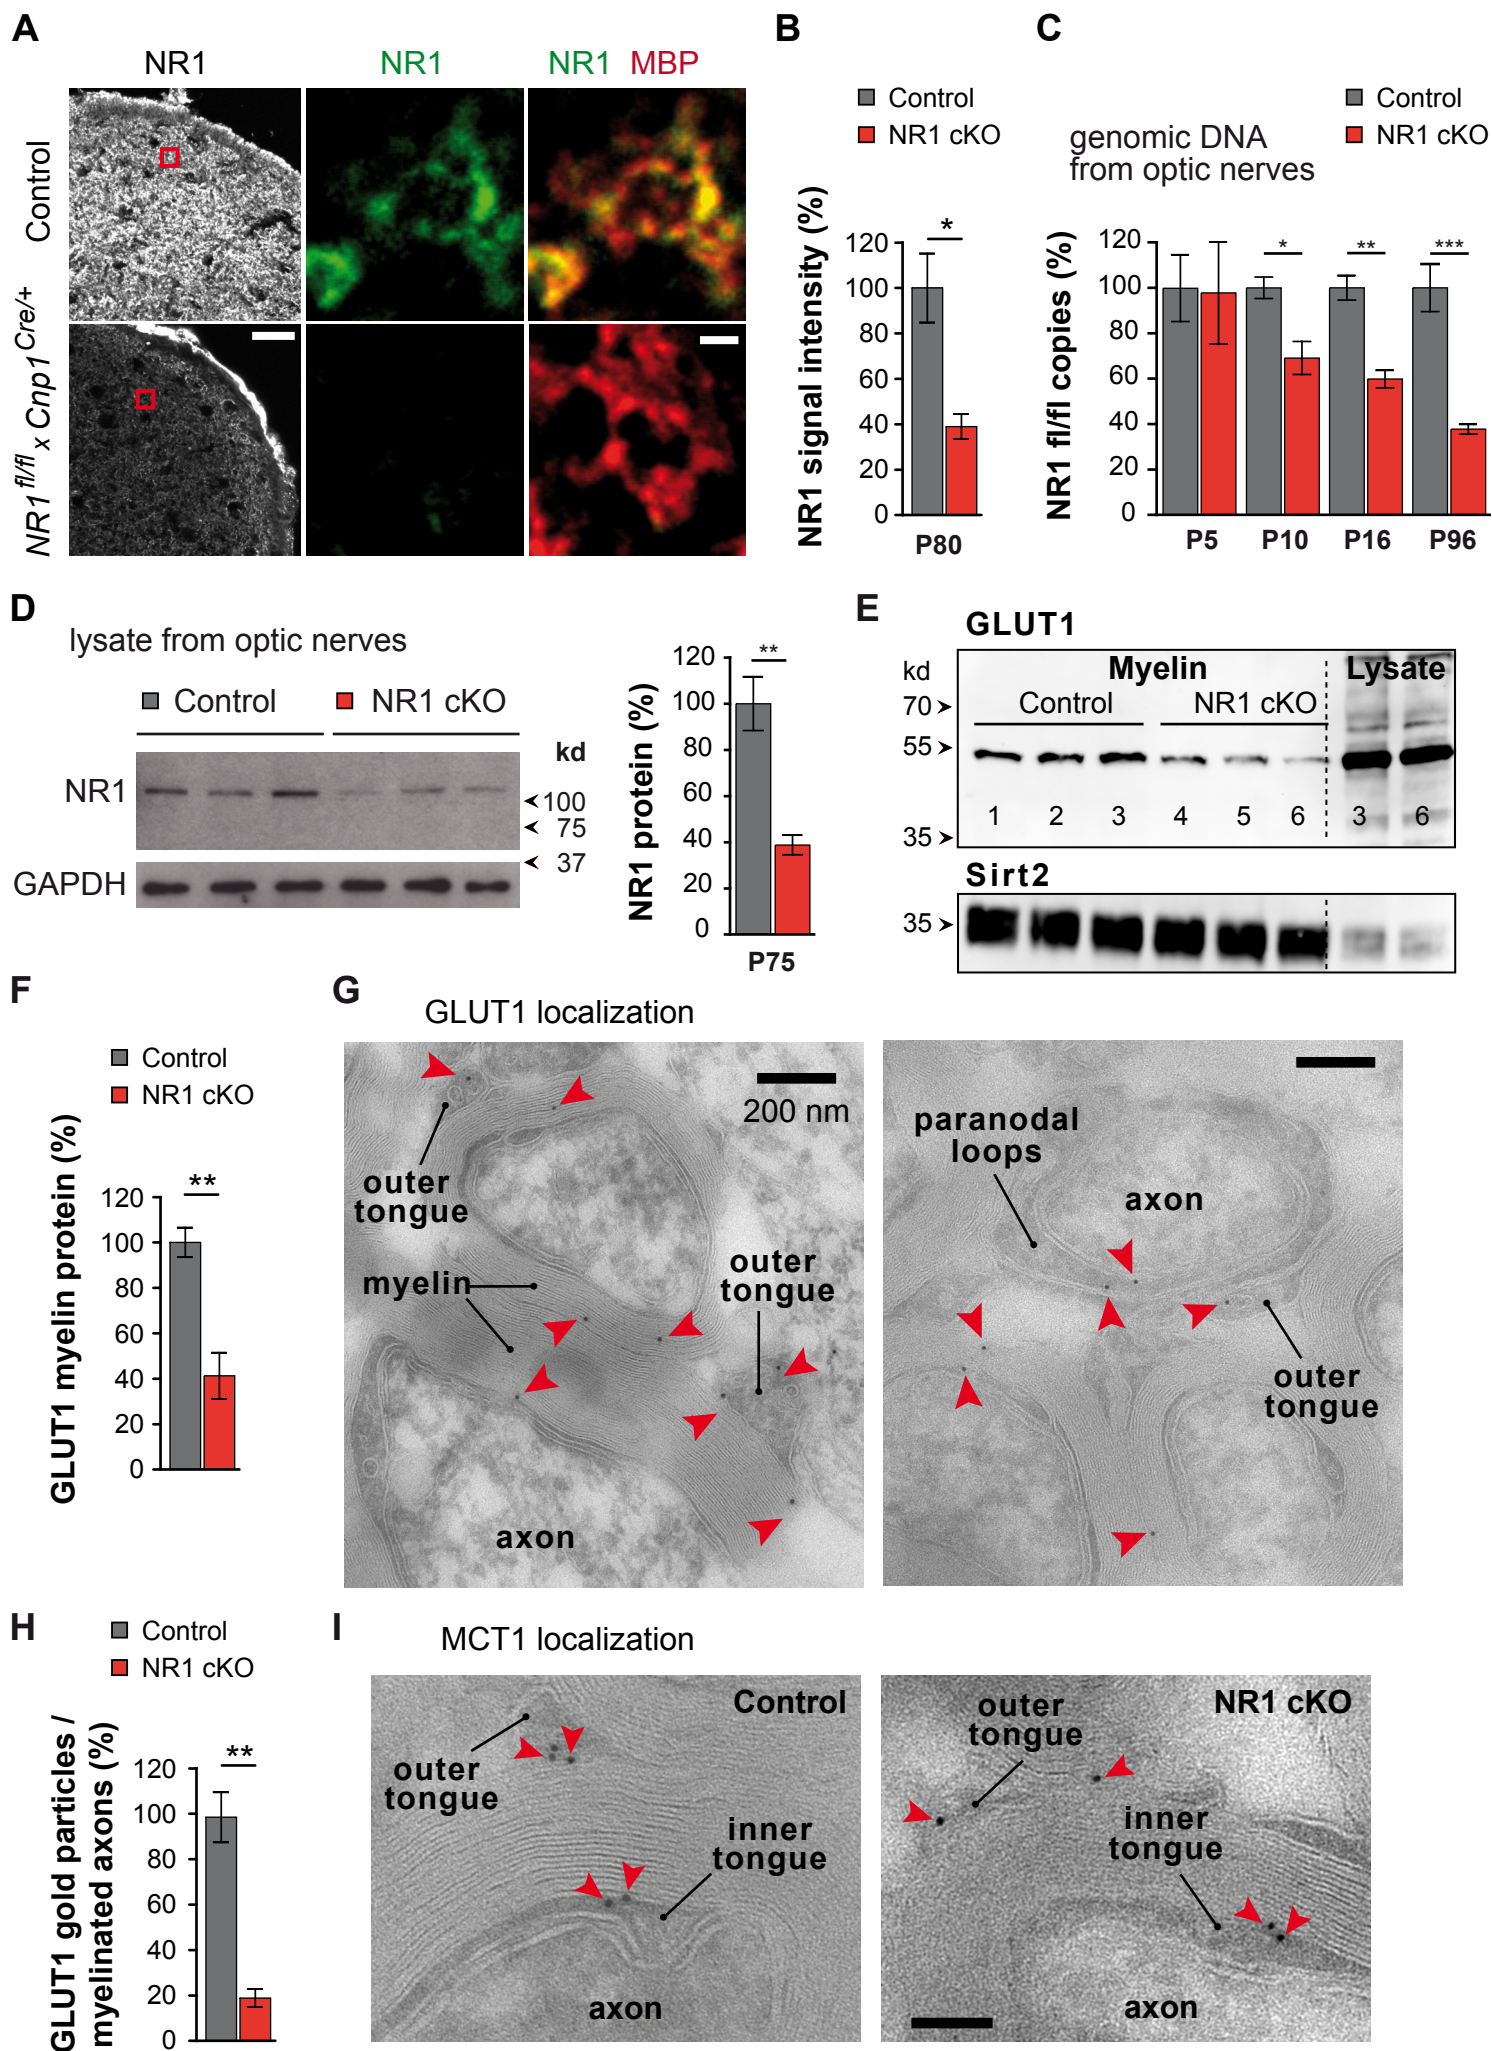 A
NR1
NR1
NR1 MBP
Control
NR1 fl/fl x Cnp1 Cre/+
B
Control
NR1 cKO
NR1 signal intensity (%)
*
120
100
80
60
40
20
0
P80
C
Control
NR1 cKO
genomic DNA
from optic nerves
NR1 fl/fl copies (%)
120
100
80
60
40
20
0
*
**
***
P5 P10 P16 P96
D
lysate from optic nerves
Control NR1 cKO
kd
NR1
100
75
37
GAPDH
NR1 protein (%)
**
120
100
80
60
40
20
0
P75
E
GLUT1
kd
Myelin Lysate
70
Control NR1 cKO
55
1 2 3 4 5 6 3 6
35
Sirt2
35
F
Control
NR1 cKO
GLUT1 myelin protein (%)
**
120
100
80
60
40
20
0
G
GLUT1 localization
200 nm
outer
tongue
myelin
outer
tongue
axon
paranodal
loops
axon
outer
tongue
H
Control
NR1 cKO
GLUT1 gold particles /
myelinated axons (%)
**
120
100
80
60
40
20
0
I
MCT1 localization
Control
outer
tongue
inner
tongue
axon
NR1 cKO
outer
tongue
inner
tongue
axon